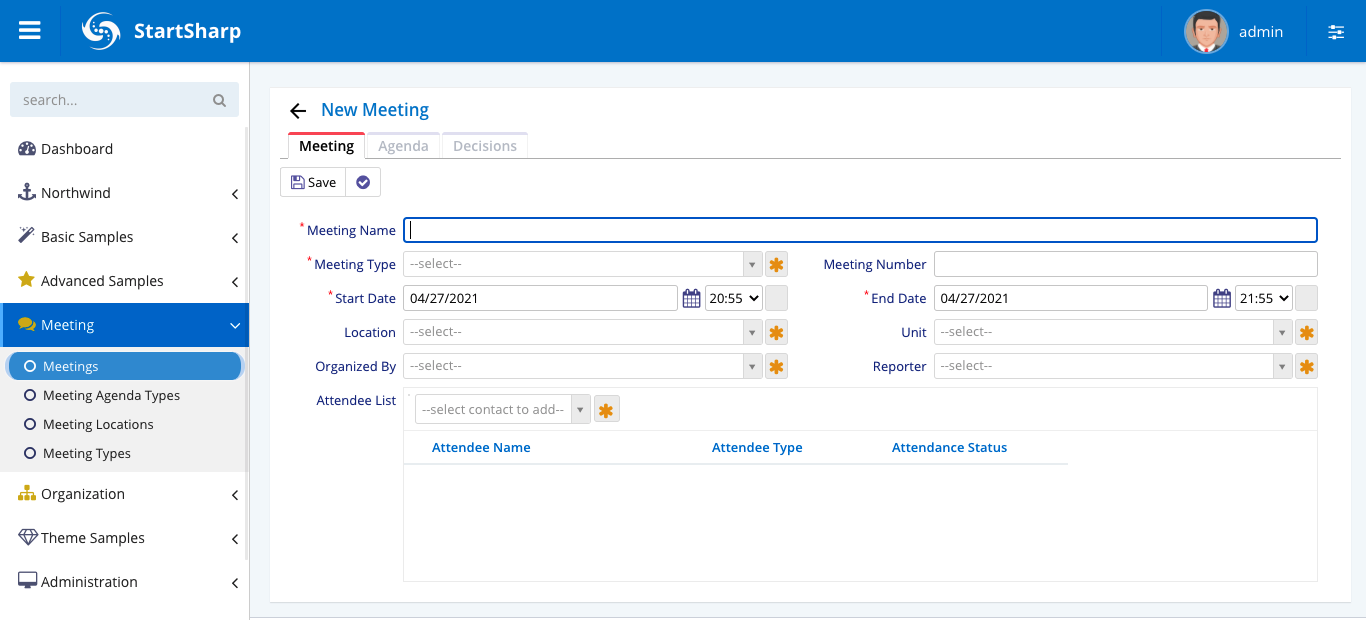 StartSharp
admin
search...
Dashboard
Northwind
Basic Samples
Advanced Samples
Meeting
Meetings
Meeting Agenda Types
Meeting Locations
Meeting Types
Organization
Theme Samples
Administration
New Meeting
Meeting Agenda Decisions
Save
* Meeting Name
* Meeting Type --select-- Meeting Number
* Start Date 04/27/2021 20:55 * End Date 04/27/2021 21:55
Location --select-- Unit --select--
Organized By --select-- Reporter --select--
Attendee List --select contact to add--
Attendee Name Attendee Type Attendance Status